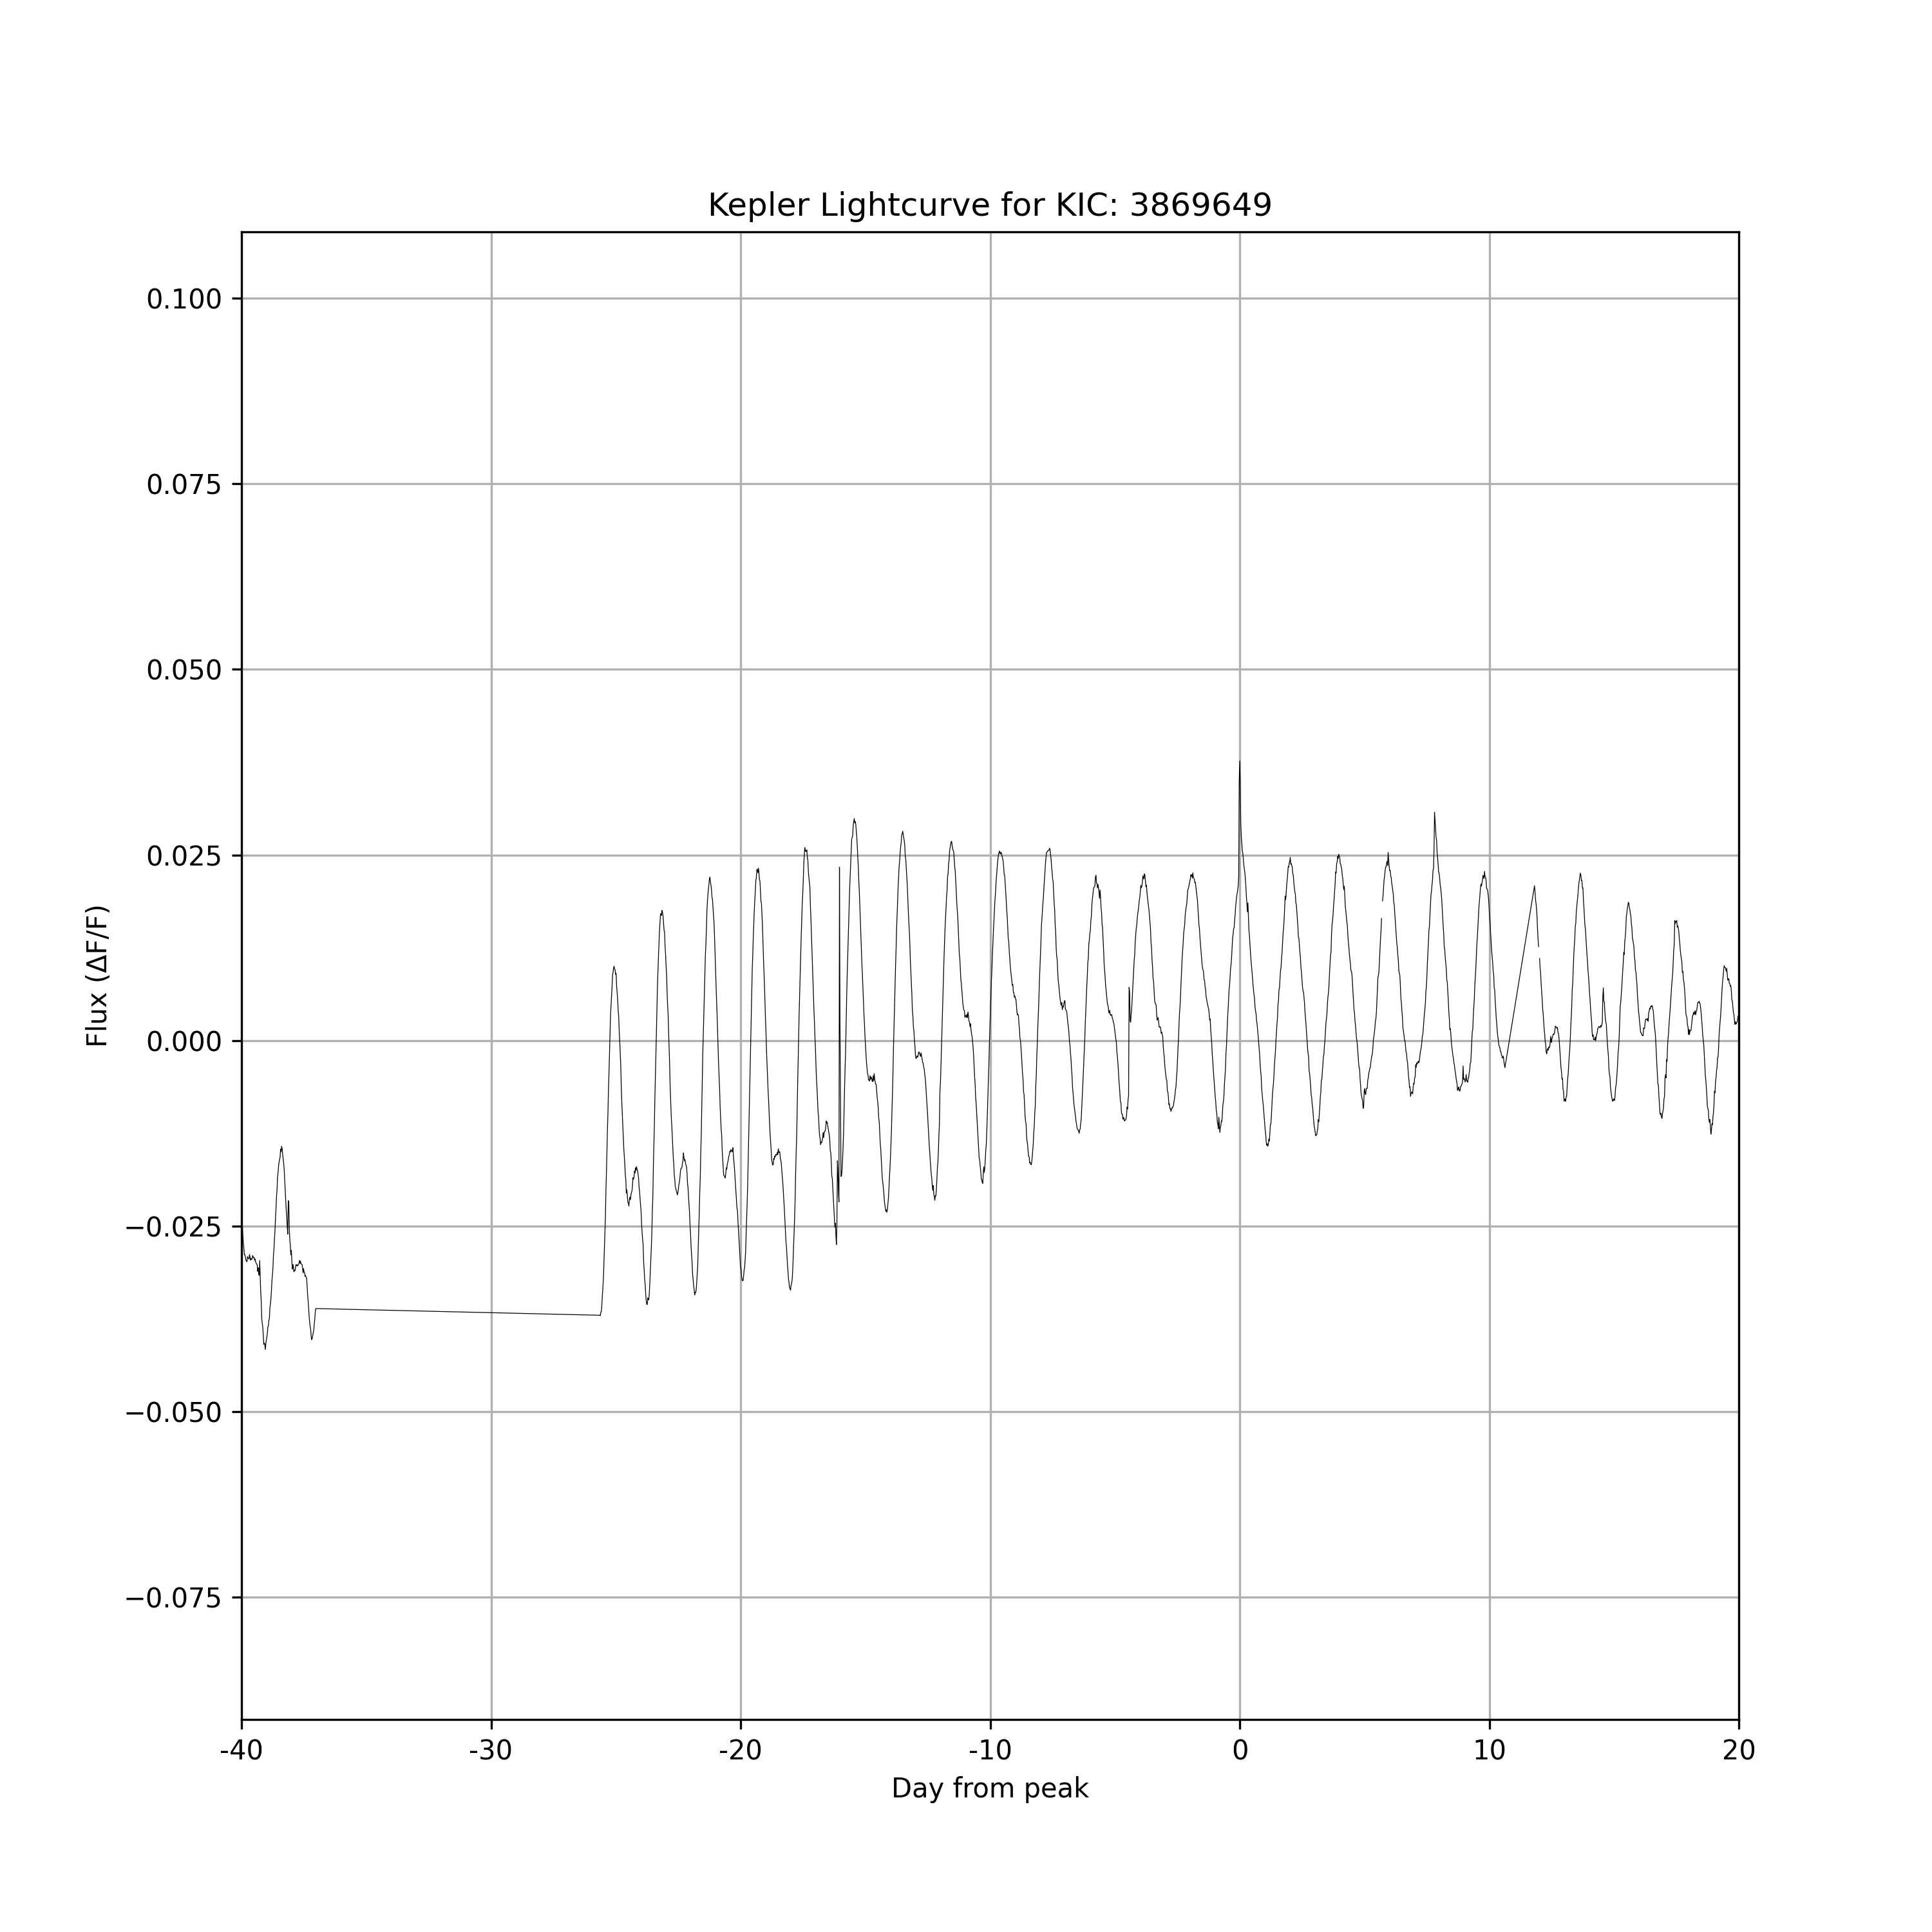 Kepler Lightcurve for KIC: 3869649
0.100
0.075
0.050
0.025
0.000
−0.025
−0.050
−0.075
Flux (ΔF/F)
-40 -30 -20 -10 0 10 20
Day from peak